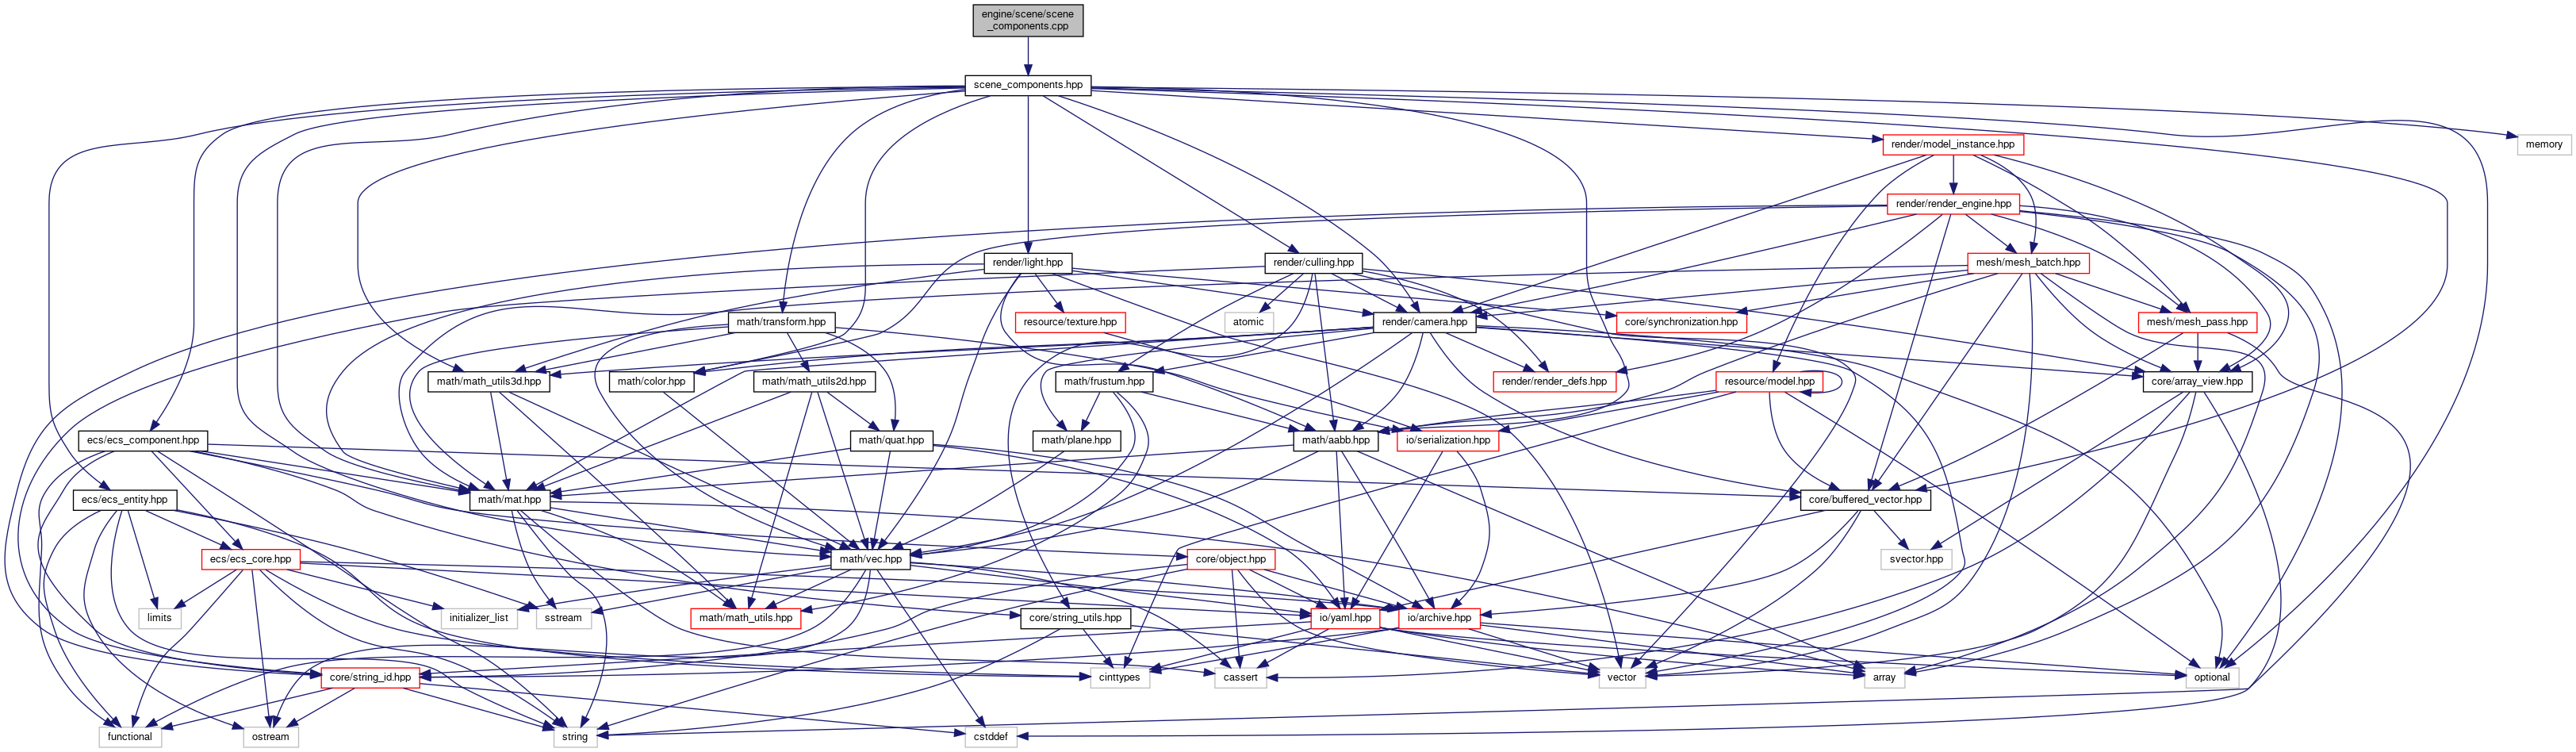 engine/scene/scene
_components.cpp
scene_components.hpp
render/model_instance.hpp
memory
render/render_engine.hpp
render/light.hpp
render/culling.hpp
mesh/mesh_batch.hpp
math/transform.hpp
resource/texture.hpp
atomic
render/camera.hpp
core/synchronization.hpp
mesh/mesh_pass.hpp
math/math_utils3d.hpp
math/color.hpp
math/math_utils2d.hpp
math/frustum.hpp
render/render_defs.hpp
resource/model.hpp
core/array_view.hpp
ecs/ecs_component.hpp
math/quat.hpp
math/plane.hpp
math/aabb.hpp
io/serialization.hpp
ecs/ecs_entity.hpp
math/mat.hpp
core/buffered_vector.hpp
ecs/ecs_core.hpp
math/vec.hpp
core/object.hpp
svector.hpp
limits
initializer_list
sstream
math/math_utils.hpp
core/string_utils.hpp
io/yaml.hpp
io/archive.hpp
core/string_id.hpp
cinttypes
cassert
vector
array
optional
functional
ostream
string
cstddef